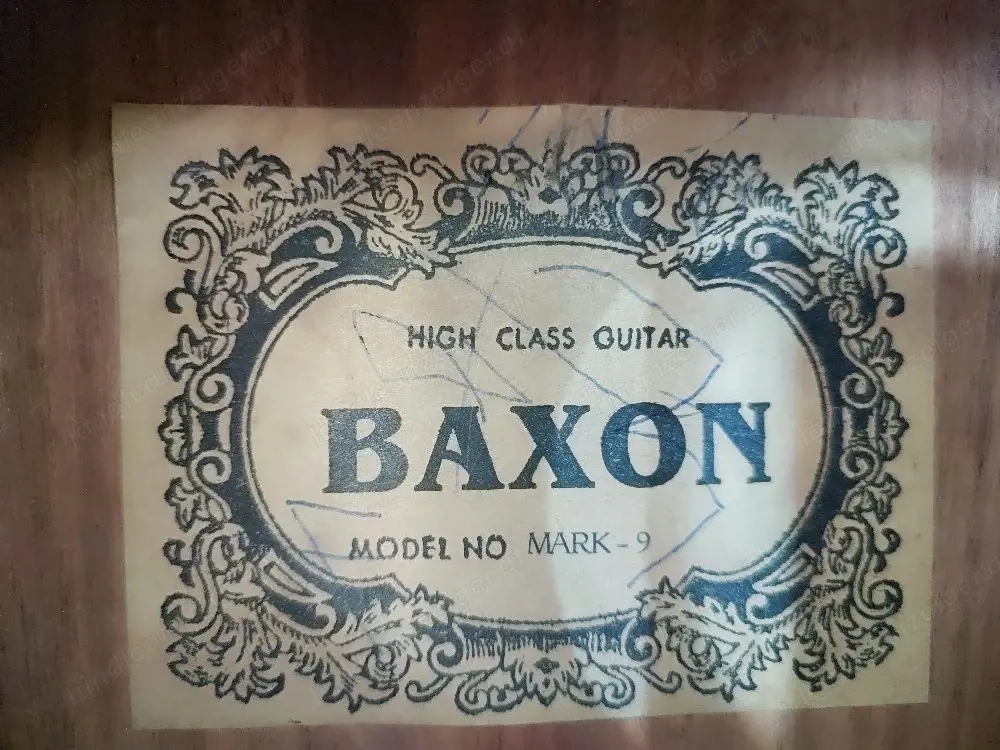 HIGH CLASS GUITAR
BAXON
MODEL NO MARK-9